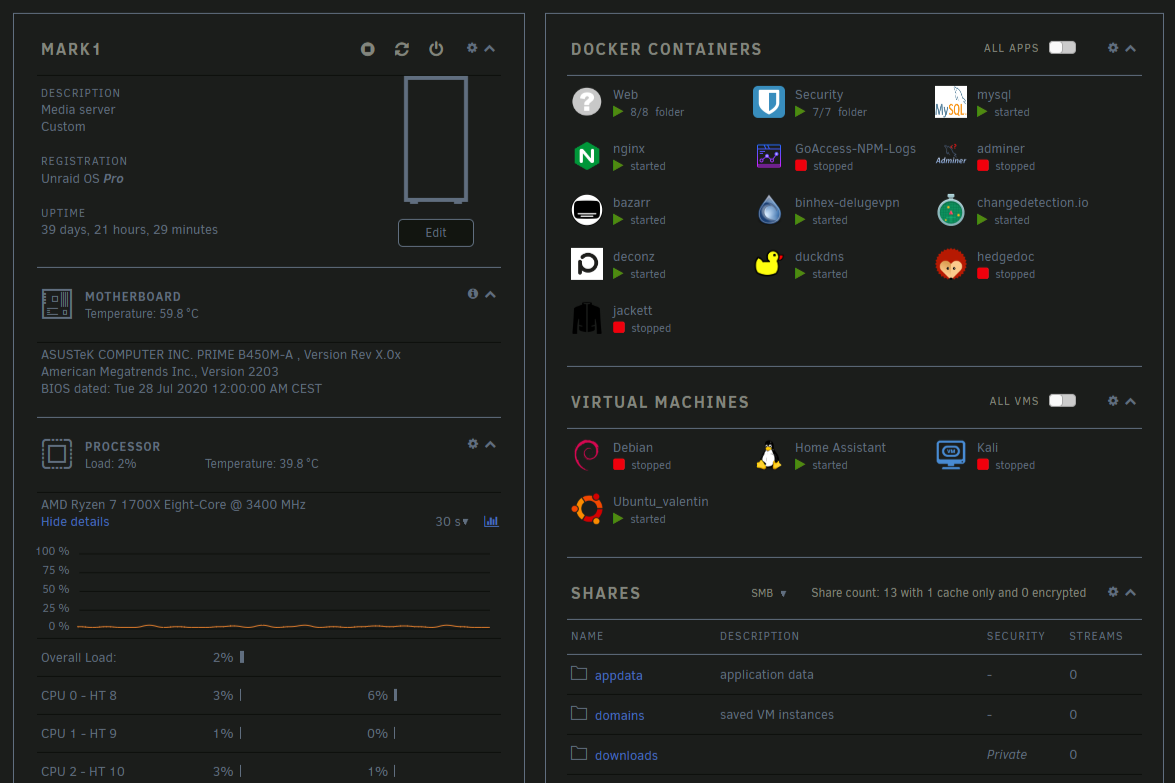 MARK1
DESCRIPTION
Media server
Custom
REGISTRATION
Unraid OS Pro
UPTIME
39 days, 21 hours, 29 minutes
Edit
MOTHERBOARD
Temperature: 59.8 °C
ASUSTeK COMPUTER INC. PRIME B450M-A , Version Rev X.0x
American Megatrends Inc., Version 2203
BIOS dated: Tue 28 Jul 2020 12:00:00 AM CEST
PROCESSOR
Load: 2% Temperature: 39.8 °C
AMD Ryzen 7 1700X Eight-Core @ 3400 MHz
Hide details 30 s
100 %
75 %
50 %
25 %
0 %
Overall Load: 2%
CPU 0 - HT 8 3% 6%
CPU 1 - HT 9 1% 0%
CPU 2 - HT 10 3% 1%
DOCKER CONTAINERS ALL APPS
Web Security mysql
8/8 folder 7/7 folder started
MySQL
nginx GoAccess-NPM-Logs adminer
started stopped stopped
N Adminer
bazarr binhex-delugevpn changedetection.io
started started started
deconz duckdns hedgedoc
started started stopped
jackett
stopped
VIRTUAL MACHINES ALL VMS
Debian Home Assistant Kali
stopped started stopped
VM
Ubuntu_valentin
started
SHARES SMB Share count: 13 with 1 cache only and 0 encrypted
NAME DESCRIPTION SECURITY STREAMS
appdata application data - 0
domains saved VM instances - 0
downloads Private 0